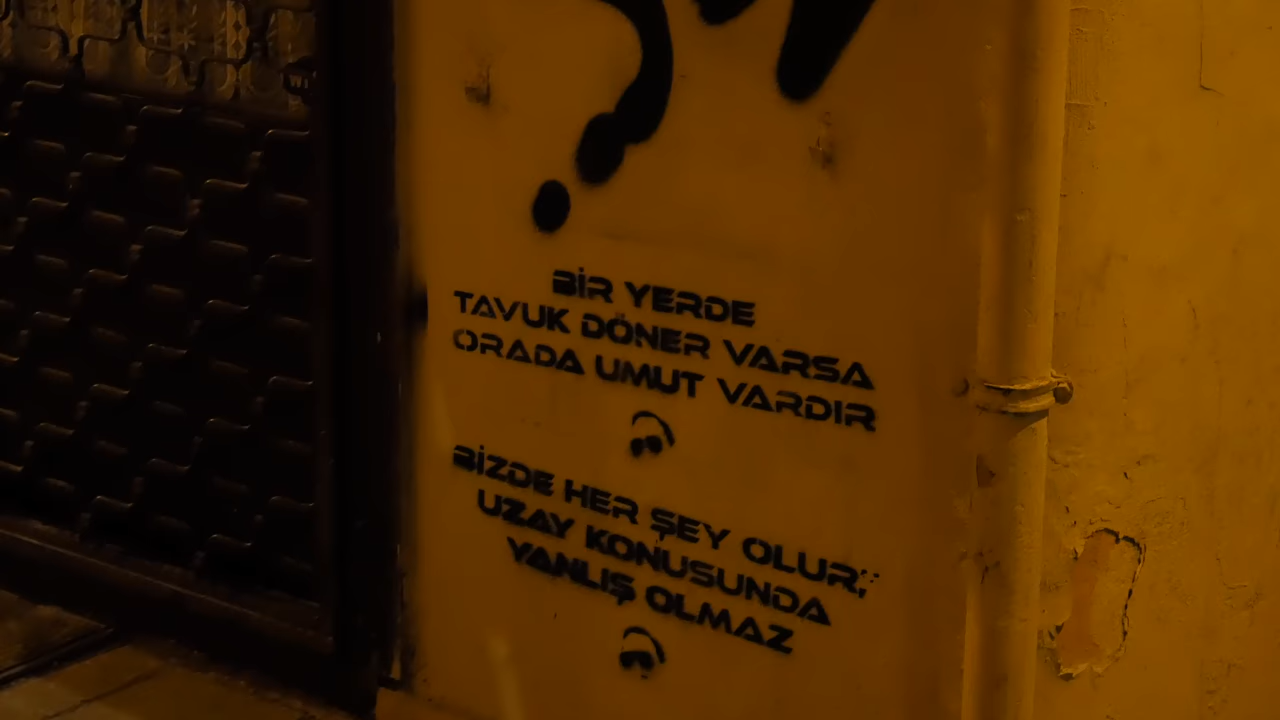 BİR YERDE
TAVUK DÖNER VARSA
ORADA UMUT VARDIR
BİZDE HER ŞEY OLUR;
UZAY KONUSUNDA
YANLIŞ OLMAZ